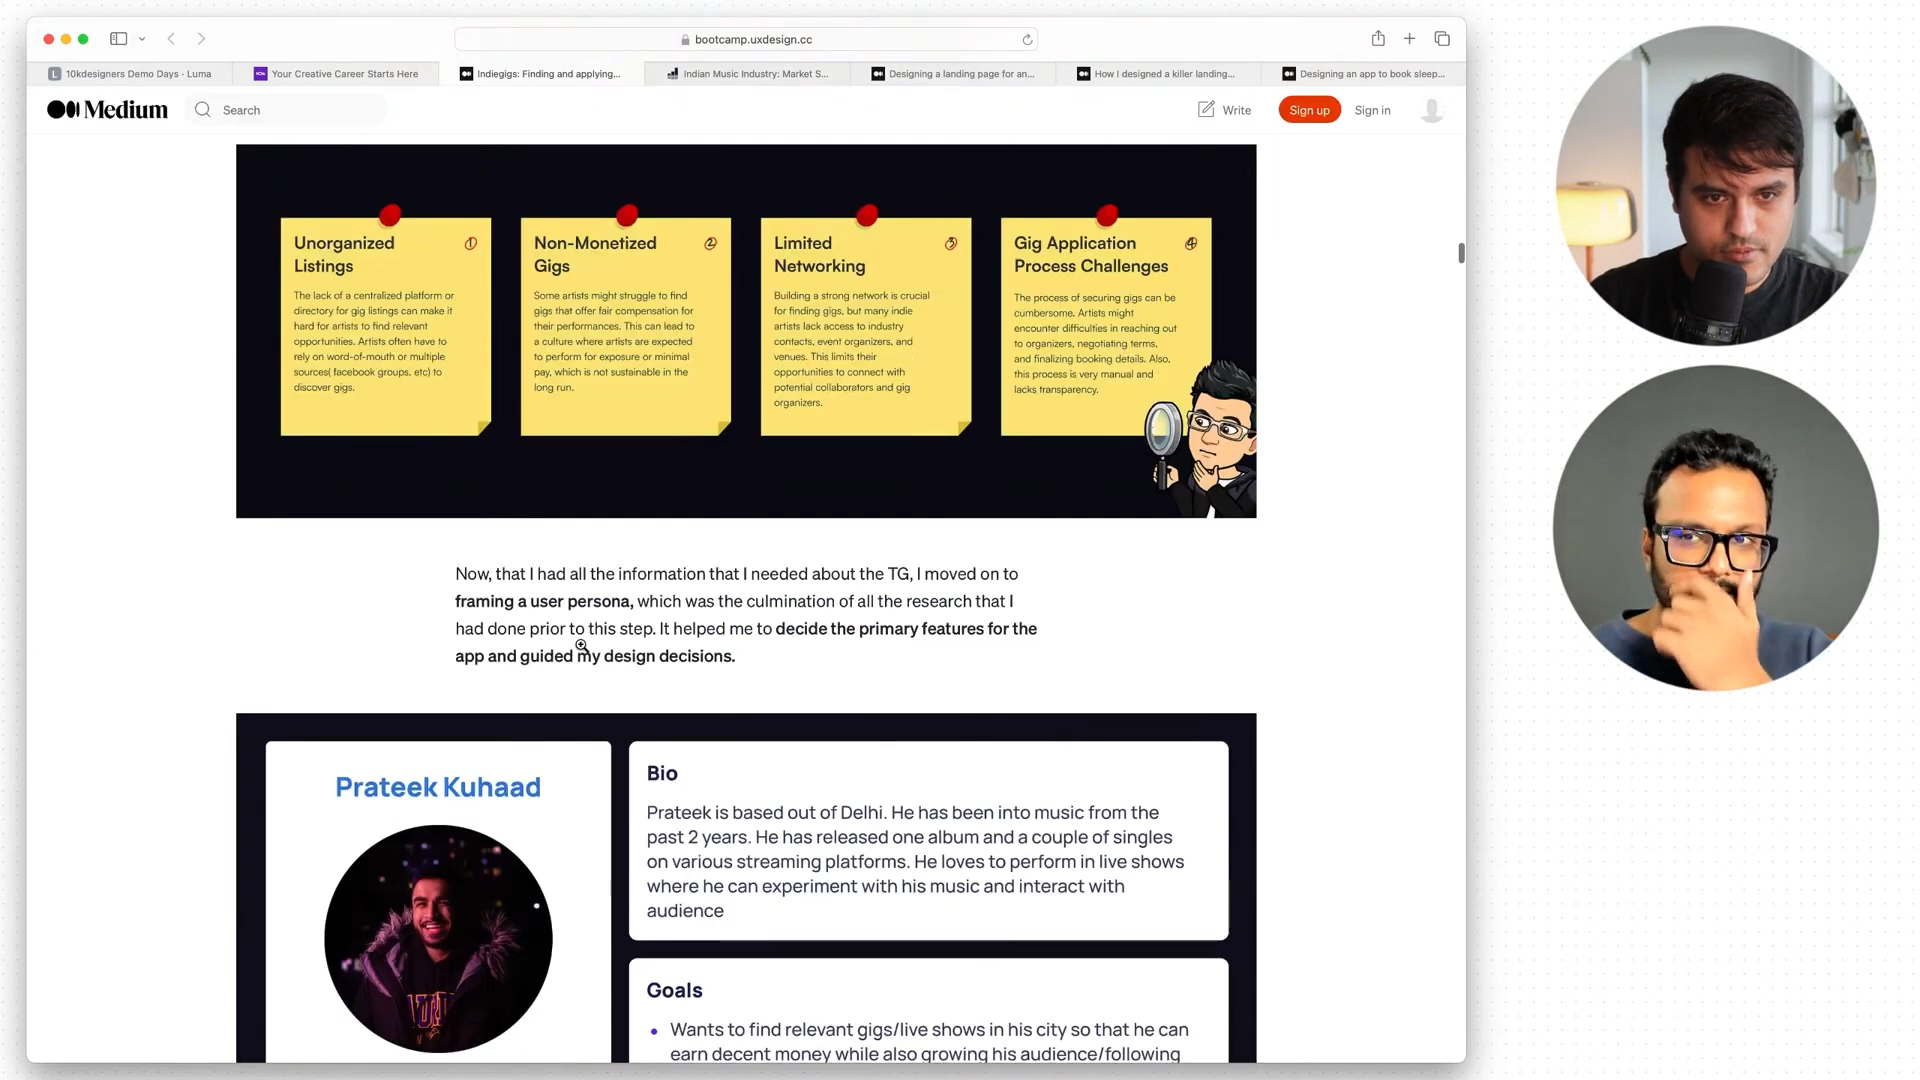 bootcamp.uxdesign.cc
10kdesigners Demo Days · Luma
Your Creative Career Starts Here
Indiegigs: Finding and applying...
Indian Music Industry: Market S...
Designing a landing page for an...
How I designed a killer landing...
Designing an app to book sleep...
Medium
Search
Write
Sign up
Sign in
Unorganized
Listings
1
The lack of a centralized platform or
directory for gig listings can make it
hard for artists to find relevant
opportunities. Artists often have to
rely on word-of-mouth or multiple
sources( facebook groups. etc) to
discover gigs.
Non-Monetized
Gigs
2
Some artists might struggle to find
gigs that offer fair compensation for
their performances. This can lead to
a culture where artists are expected
to perform for exposure or minimal
pay, which is not sustainable in the
long run.
Limited
Networking
3
Building a strong network is crucial
for finding gigs, but many indie
artists lack access to industry
contacts, event organizers, and
venues. This limits their
opportunities to connect with
potential collaborators and gig
organizers.
Gig Application
Process Challenges
4
The process of securing gigs can be
cumbersome. Artists might
encounter difficulties in reaching out
to organizers, negotiating terms,
and finalizing booking details. Also,
this process is very manual and
lacks transparency.
Now, that I had all the information that I needed about the TG, I moved on to
framing a user persona, which was the culmination of all the research that I
had done prior to this step. It helped me to decide the primary features for the
app and guided my design decisions.
Prateek Kuhaad
Bio
Prateek is based out of Delhi. He has been into music from the
past 2 years. He has released one album and a couple of singles
on various streaming platforms. He loves to perform in live shows
where he can experiment with his music and interact with
audience
Goals
• Wants to find relevant gigs/live shows in his city so that he can
earn decent money while also growing his audience/following